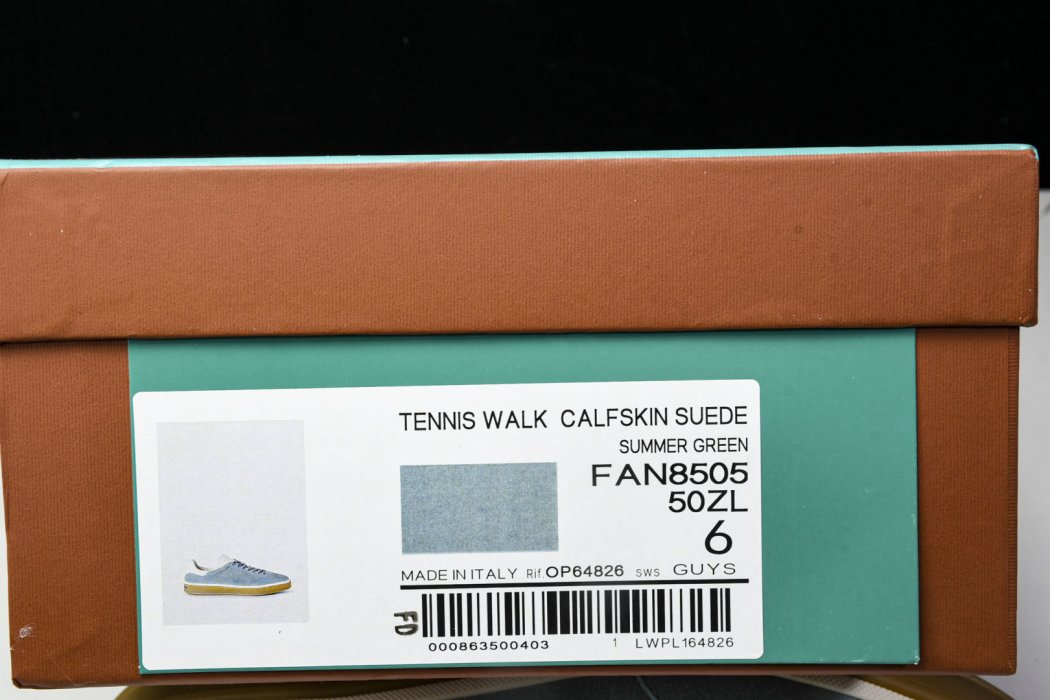 TENNIS WALK CALFSKIN SUEDE
SUMMER GREEN
FAN8505
50ZL
6
MADE IN ITALY Rif.OP64826 SWS GUYS
FD
000863500403 1 LWPL164826